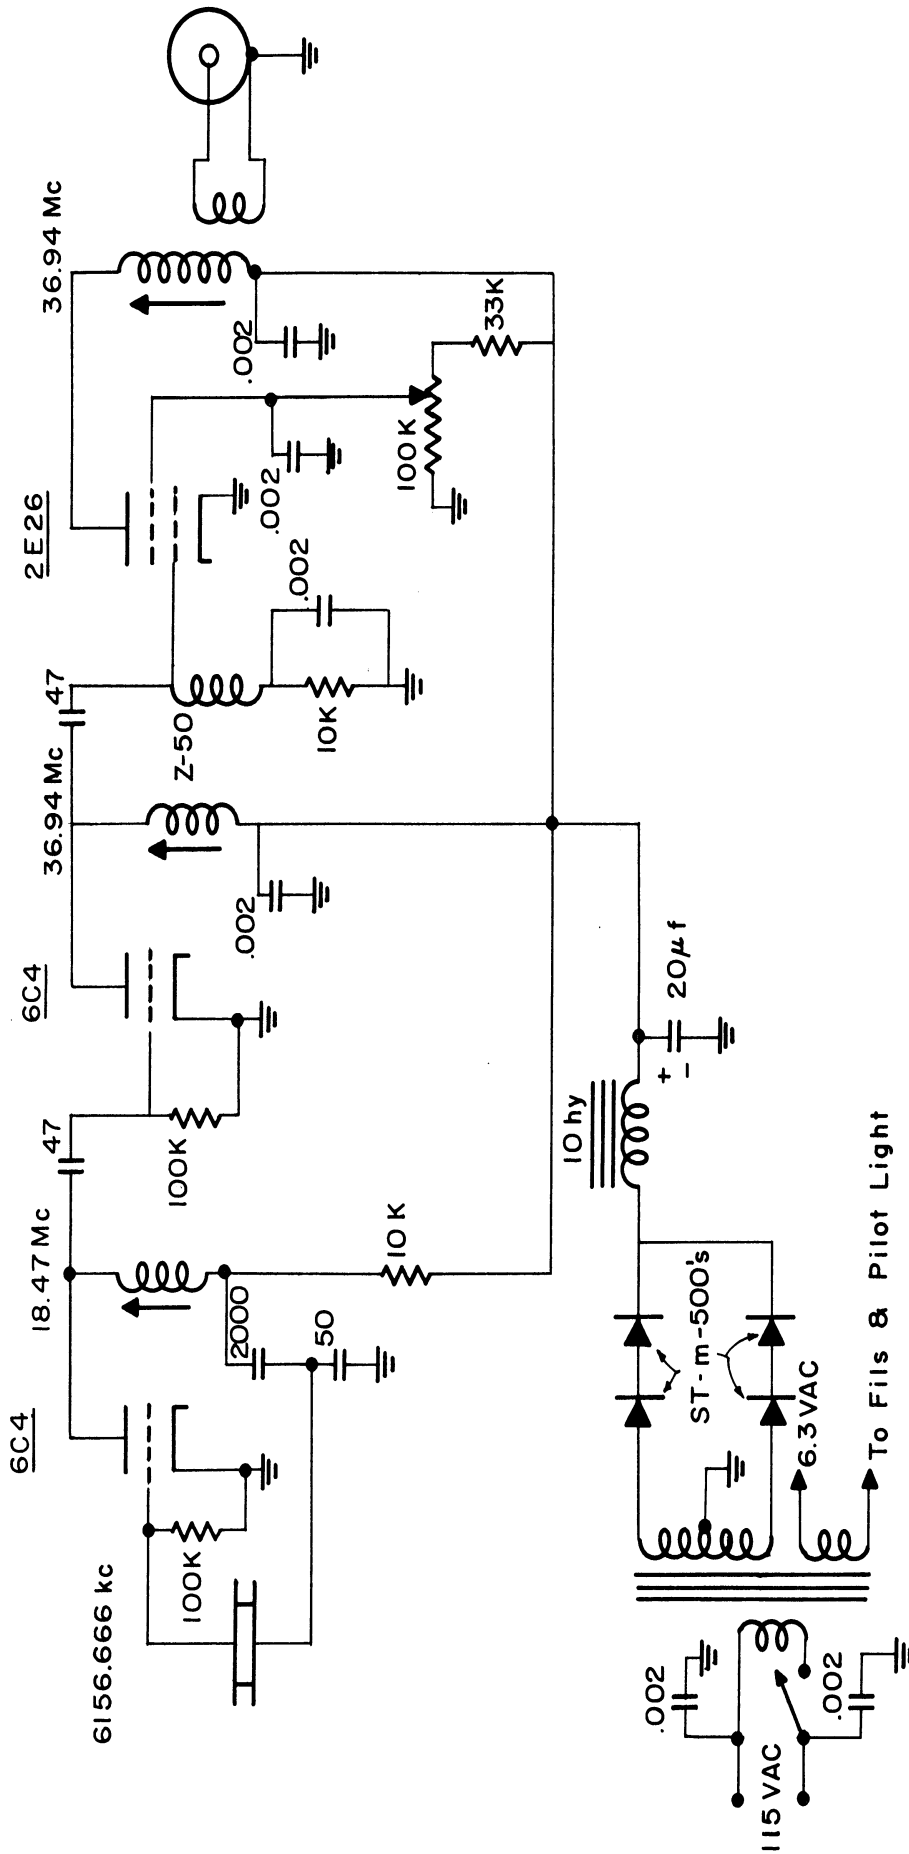 6156.666 kc
6C4
18.47 Mc
47
6C4
36.94 Mc
47
2E26
36.94 Mc
100K
2000
50
10K
100K
.002
Z-50
10K
.002
.002
100K
.002
33K
115 VAC
.002
.002
6.3 VAC
To Fils & Pilot Light
ST-m-500's
10 hy
+
-
20μf